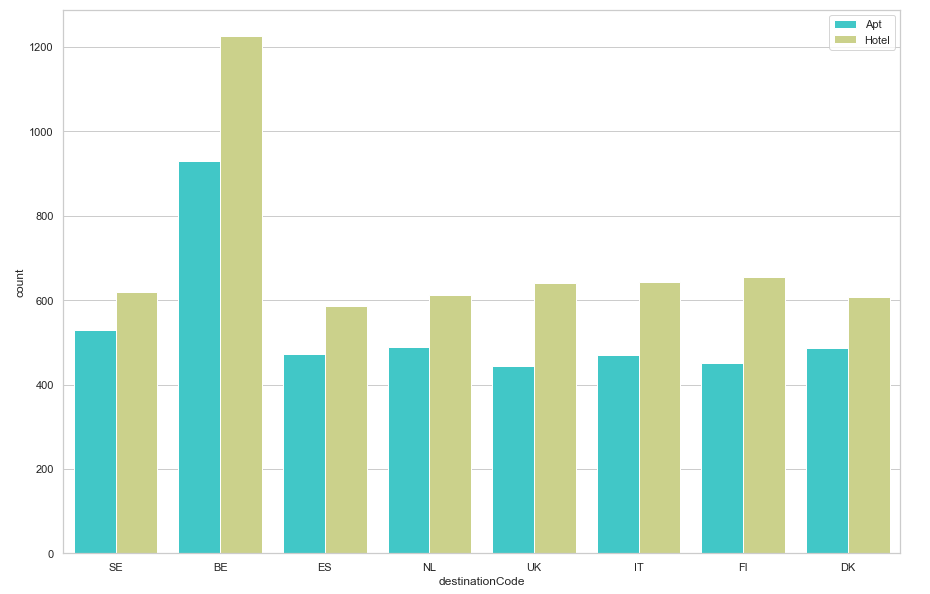 Apt
Hotel
1200
1000
800
600
400
200
0
count
SE BE ES NL UK IT FI DK
destinationCode